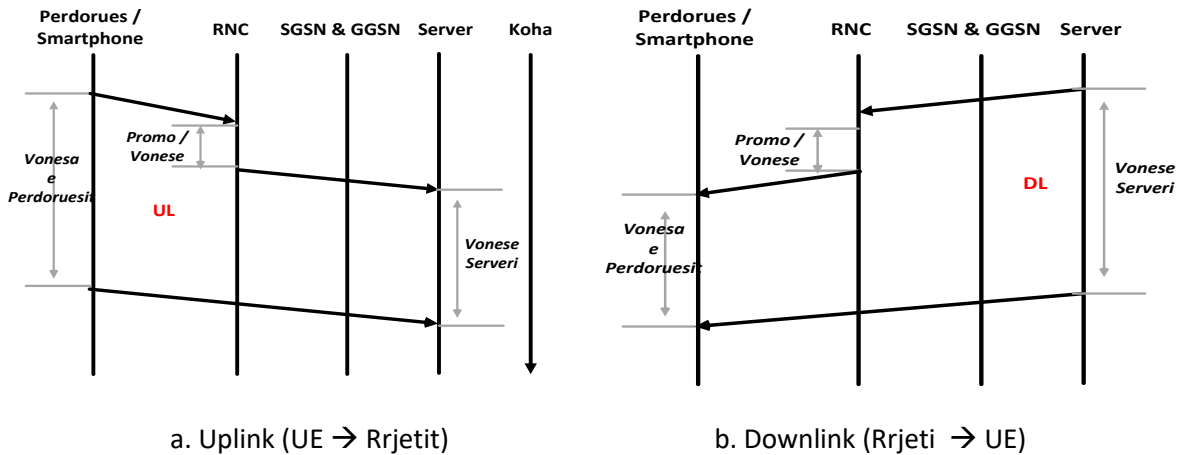 Perdorues /
Smartphone
RNC
SGSN & GGSN
Server
Koha
Promo /
Vonese
Vonesa
e
Perdoruesit
UL
Vonese
Serveri
a. Uplink (UE → Rrjetit)
Perdorues /
Smartphone
RNC
SGSN & GGSN
Server
Promo /
Vonese
DL
Vonese
Serveri
Vonesa
e
Perdoruesit
b. Downlink (Rrjeti → UE)